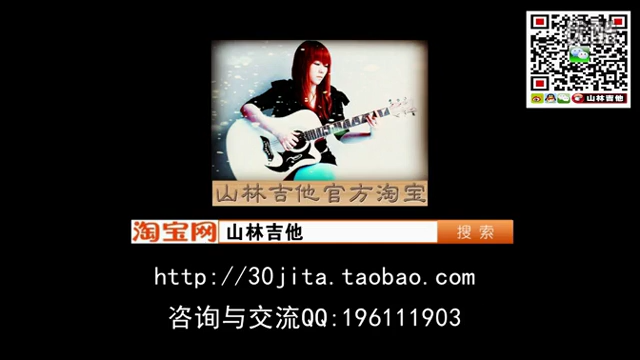 山林吉他
山林吉他官方淘宝
淘宝网 山林吉他 搜索
http://30jita.taobao.com
咨询与交流QQ:196111903